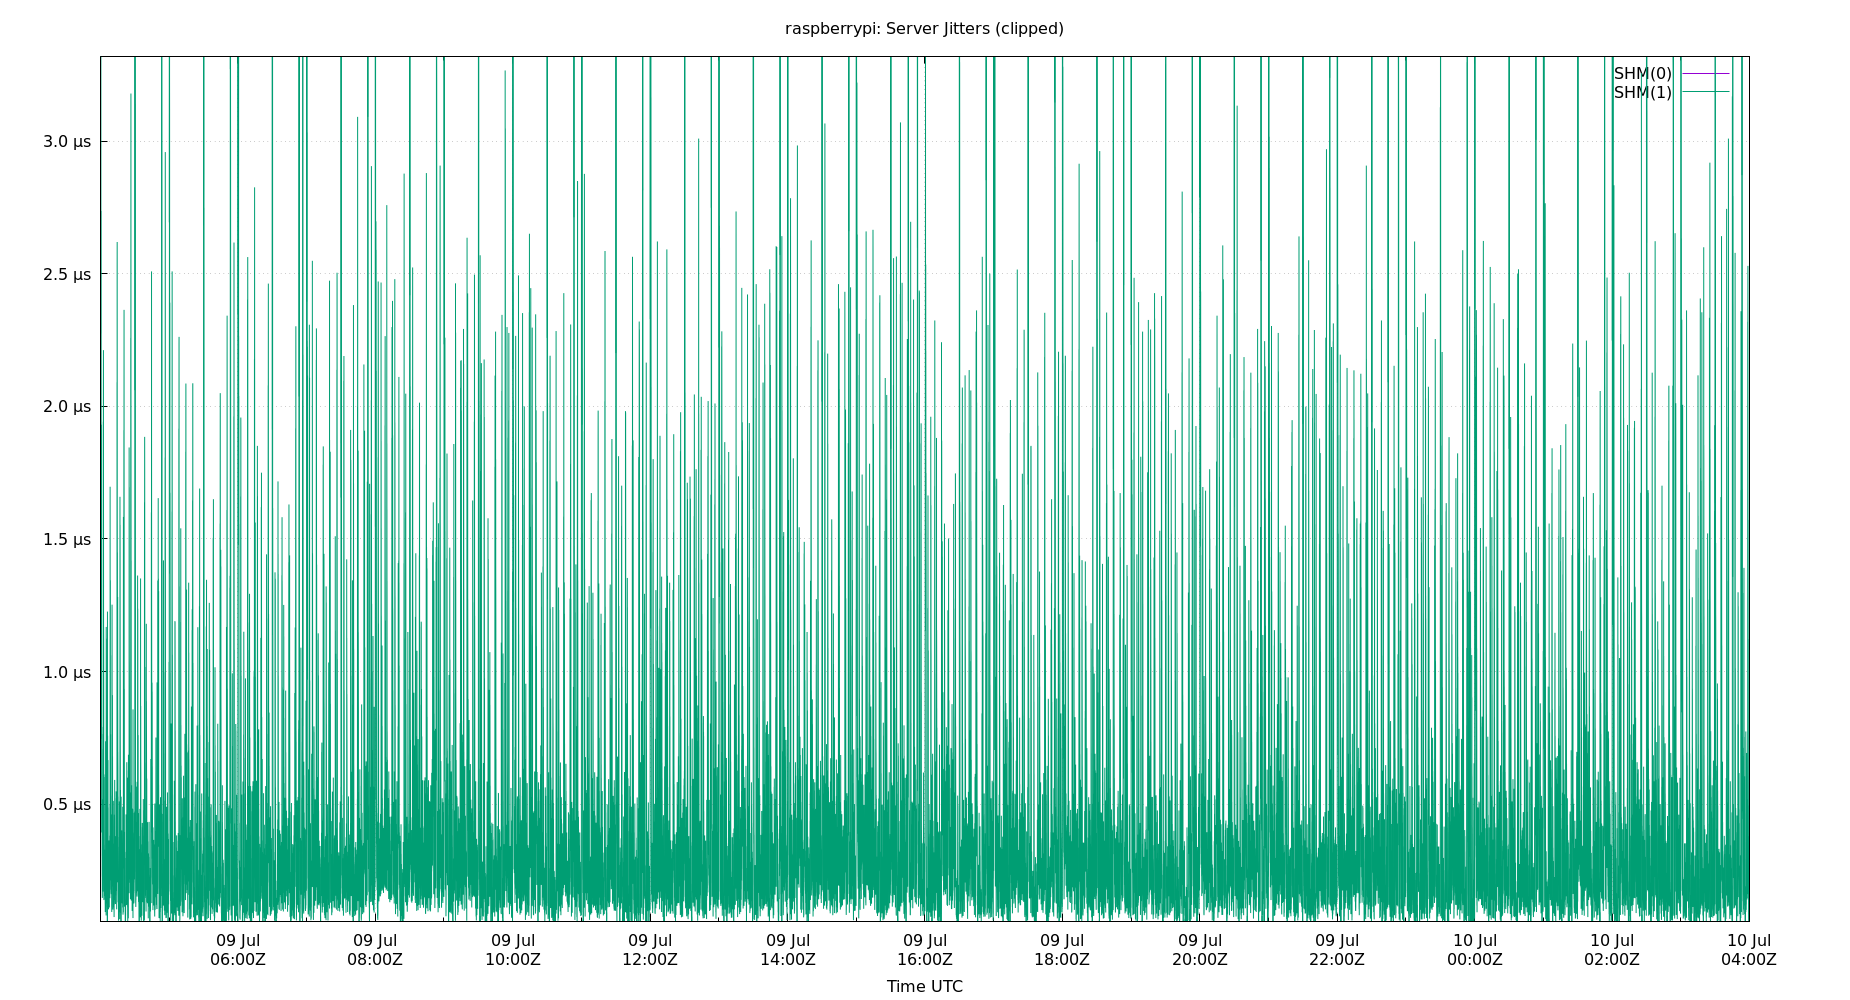 raspberrypi: Server Jitters (clipped)
SHM(0)
SHM(1)
3.0 µs
2.5 µs
2.0 µs
1.5 µs
1.0 µs
0.5 µs
09 Jul 09 Jul 09 Jul 09 Jul 09 Jul 09 Jul 09 Jul 09 Jul 09 Jul 10 Jul 10 Jul 10 Jul
06:00Z 08:00Z 10:00Z 12:00Z 14:00Z 16:00Z 18:00Z 20:00Z 22:00Z 00:00Z 02:00Z 04:00Z
Time UTC